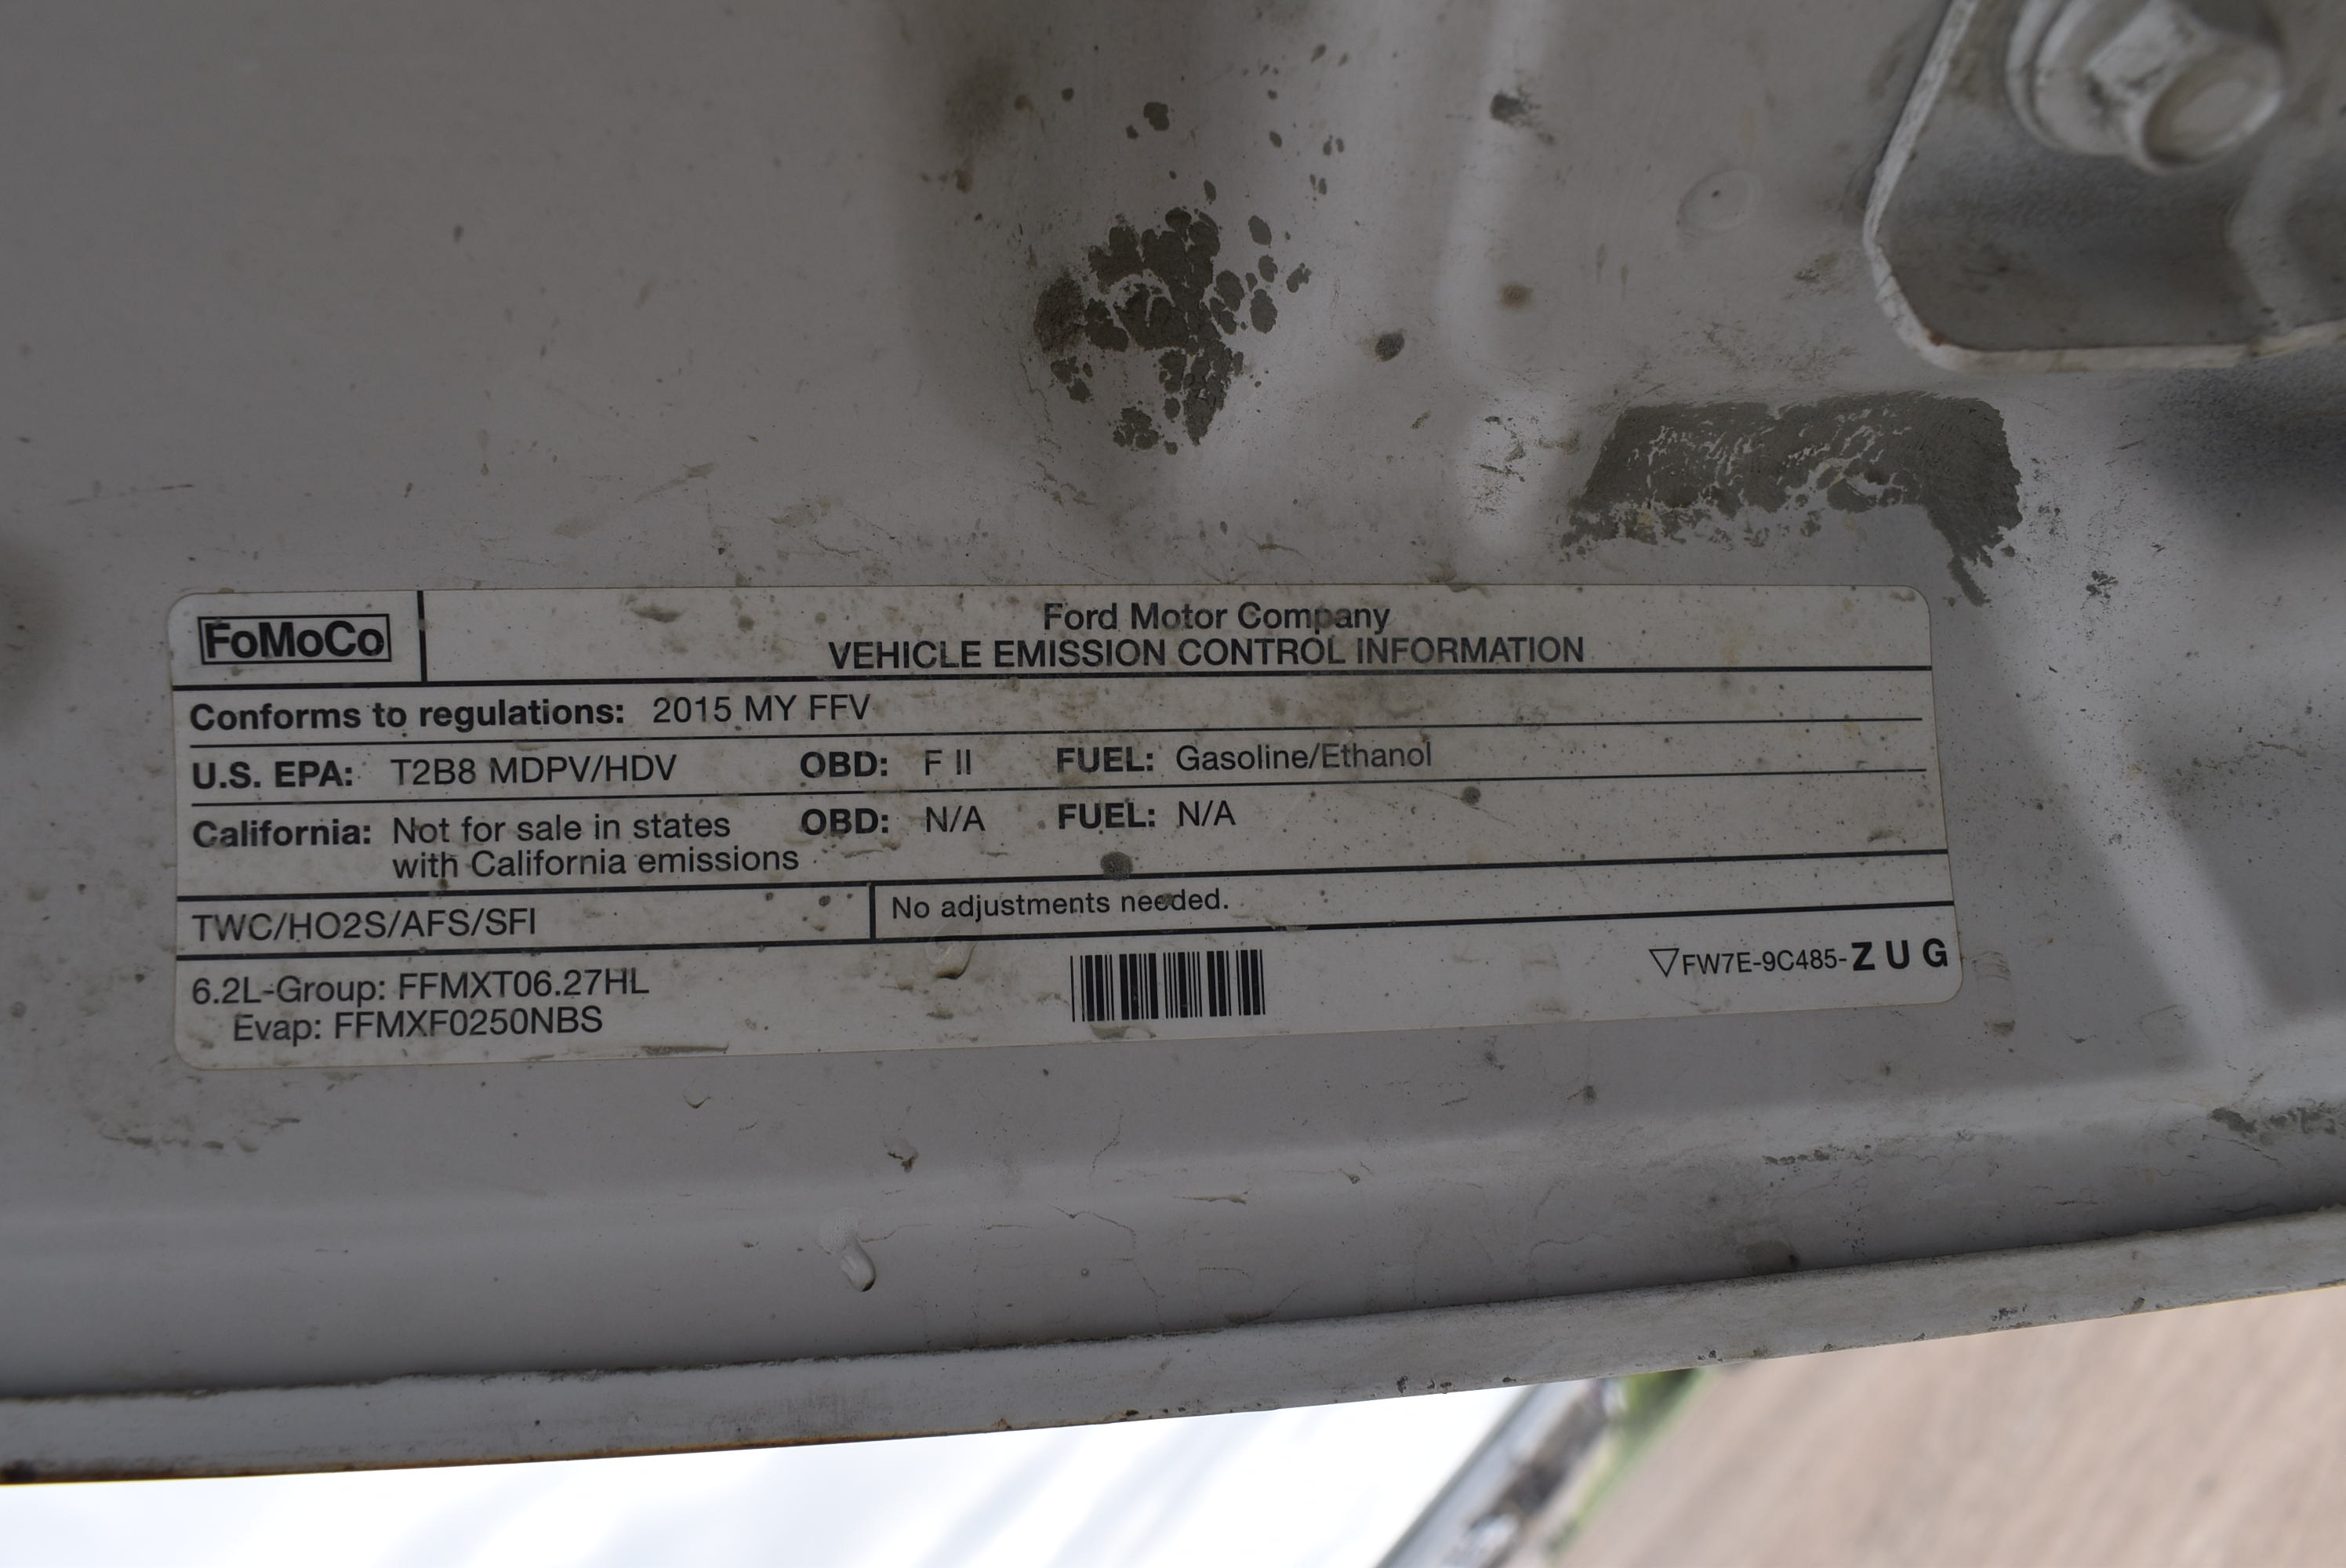 FoMoCo
Ford Motor Company
VEHICLE EMISSION CONTROL INFORMATION
Conforms to regulations: 2015 MY FFV
U.S. EPA: T2B8 MDPV/HDV OBD: F II FUEL: Gasoline/Ethanol
California: Not for sale in states OBD: N/A FUEL: N/A
with California emissions
TWC/HO2S/AFS/SFI No adjustments needed.
6.2L-Group: FFMXT06.27HL
Evap: FFMXF0250NBS
▽FW7E-9C485-Z U G